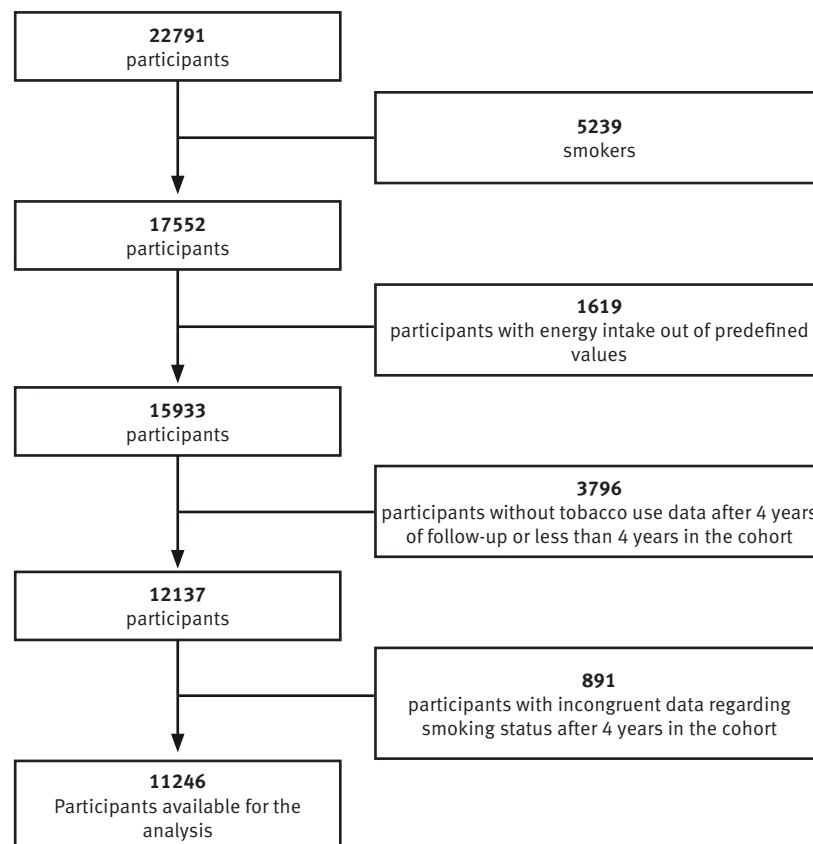 22791
participants
5239
smokers
17552
participants
1619
participants with energy intake out of predefined
values
15933
participants
3796
participants without tobacco use data after 4 years
of follow-up or less than 4 years in the cohort
12137
participants
891
participants with incongruent data regarding
smoking status after 4 years in the cohort
11246
Participants available for the
analysis